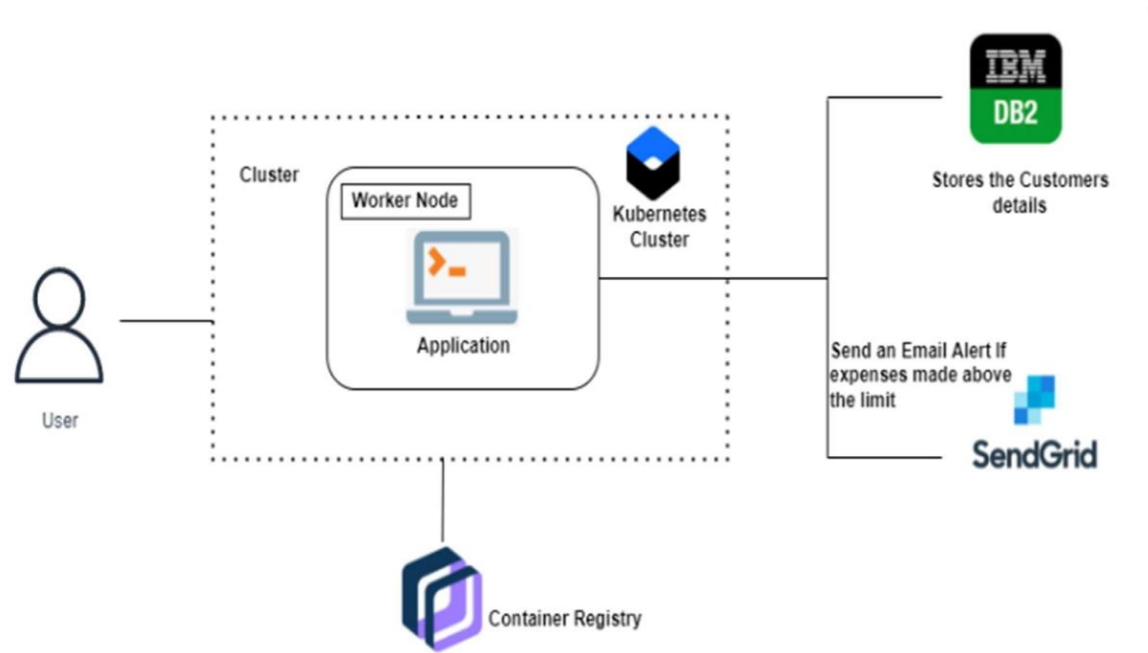 IBM
DB2
Stores the Customers
details
Cluster
Worker Node
Kubernetes
Cluster
Application
User
Send an Email Alert If
expenses made above
the limit
SendGrid
Container Registry